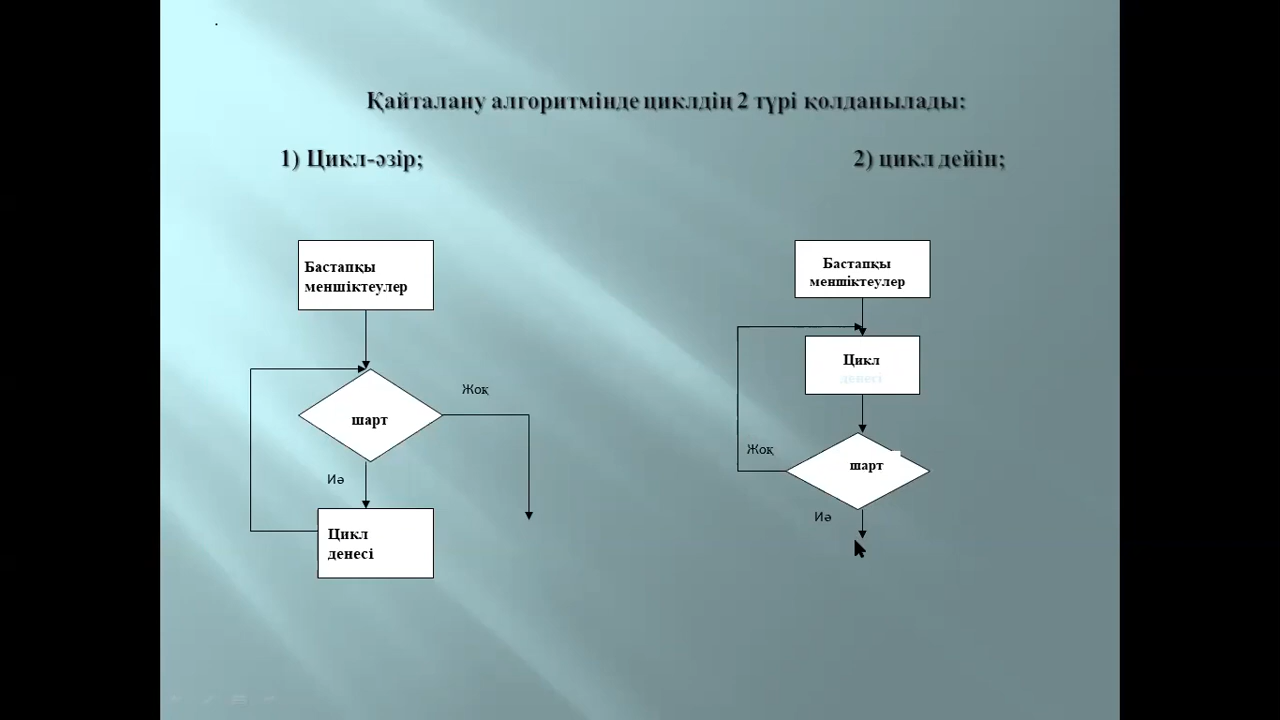 Қайталану алгоритмінде циклдің 2 түрі қолданылады:
1) Цикл-әзір;
2) цикл дейін;
Бастапқы
меншіктеулер
шарт
Жоқ
Иә
Цикл
денесі
Бастапқы
меншіктеулер
Цикл
денесі
шарт
Жоқ
Иә